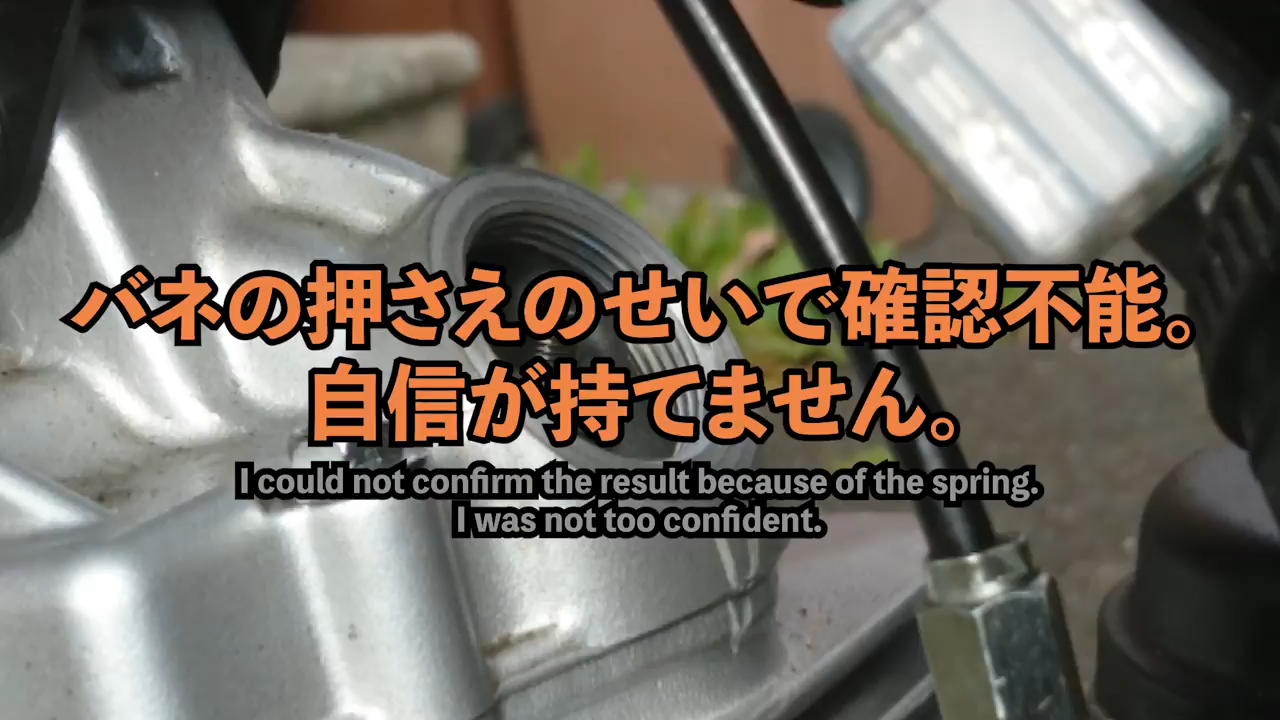 バネの押さえのせいで確認不能。
自信が持てません。
I could not confirm the result because of the spring.
I was not too confident.